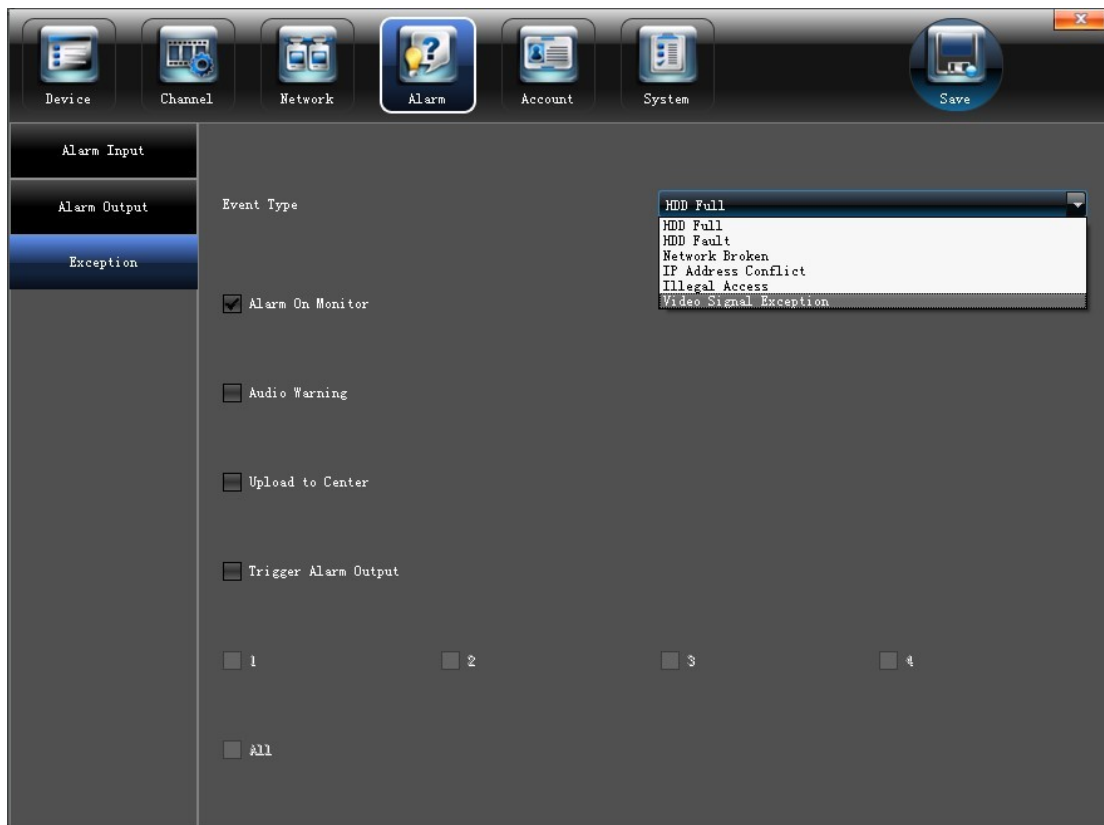 Device Channel Network Alarm Account System Save
Alarm Input
Alarm Output
Exception
Event Type
HDD Full
HDD Full
HDD Fault
Network Broken
IP Address Conflict
Illegal Access
Video Signal Exception
Alarm On Monitor
Audio Warning
Upload to Center
Trigger Alarm Output
1 2 3 4
All